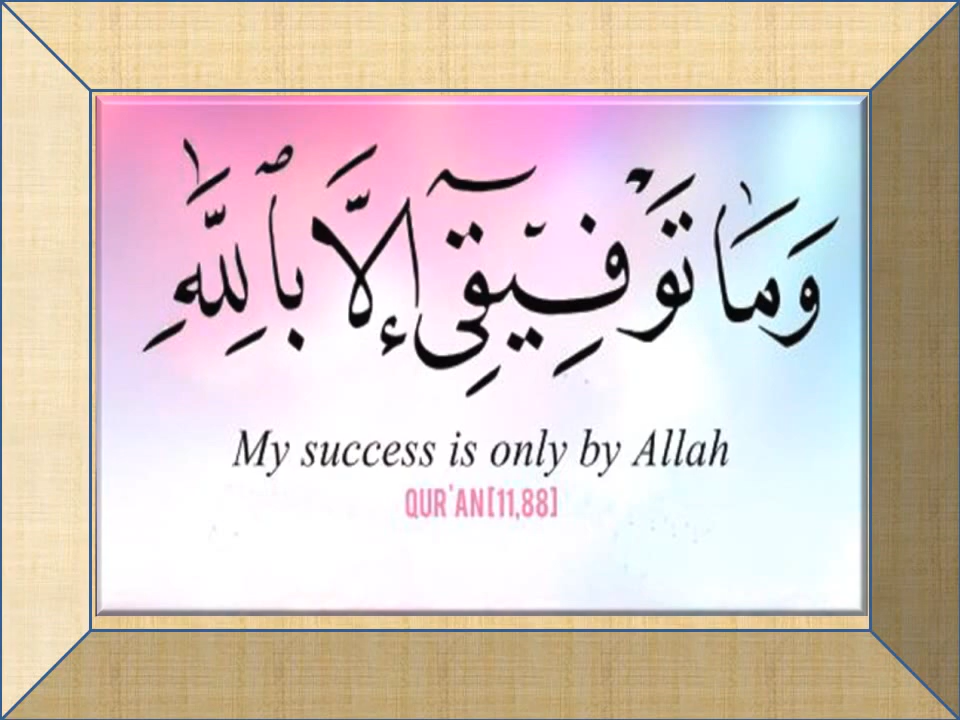 وَمَا تَوْفِيقِىٓ إِلَّا بِٱللَّهِ
My success is only by Allah
QUR'AN[11,88]